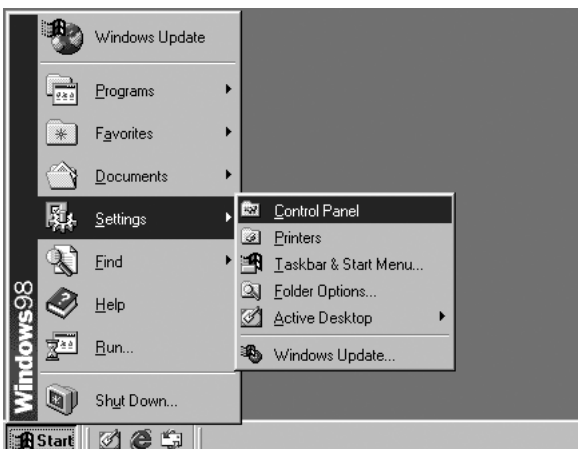 Windows Update
Programs
Favorites
Documents
Settings
Find
Help
Run...
Shut Down...
Control Panel
Printers
Taskbar & Start Menu...
Folder Options...
Active Desktop
Windows Update...
Windows98
Start